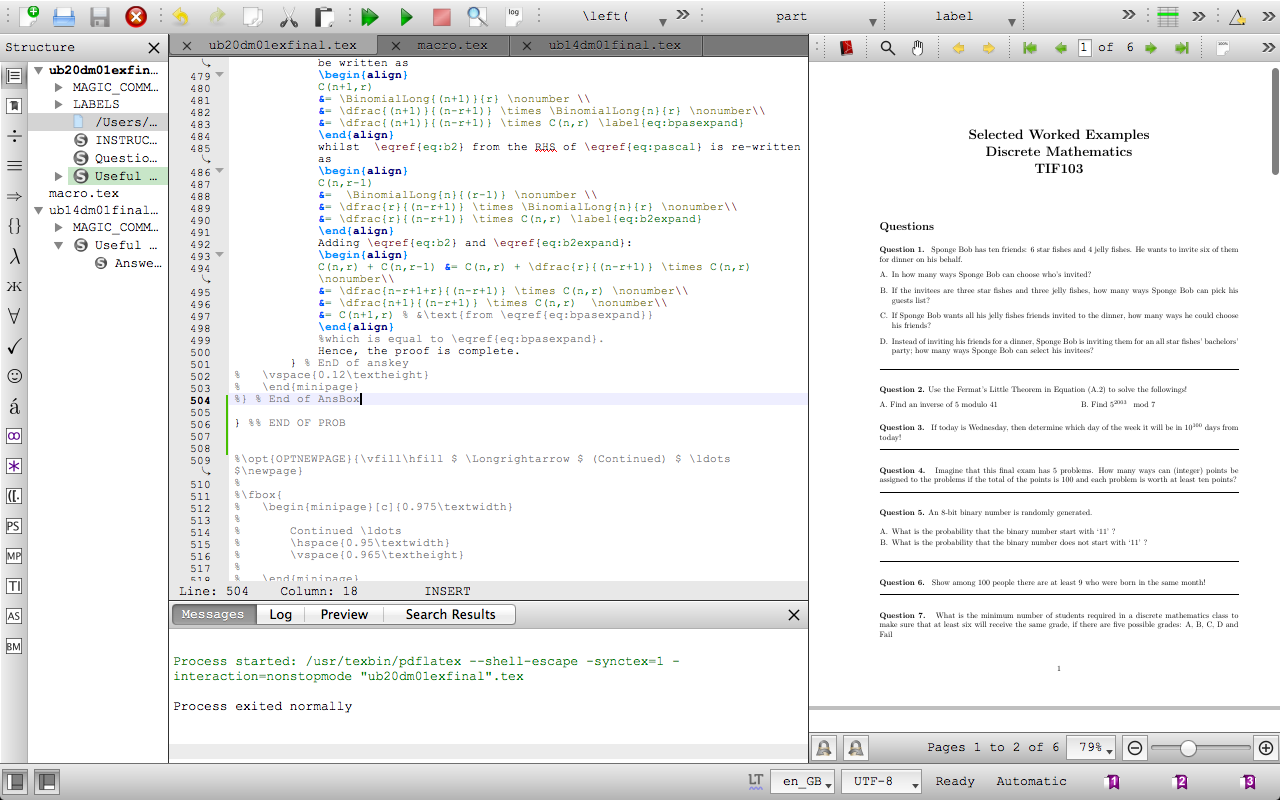 log
\left(
part
label
Structure
ub20dm01exfinal.tex
macro.tex
ub14dm01final.tex
1 of 6
ub20dm01exfin...
MAGIC_COMM...
LABELS
/Users/...
INSTRUC...
Questio...
Useful ...
macro.tex
ub14dm01final...
MAGIC_COMM...
Useful ...
Answe...
PS
MP
TI
AS
BM
be written as
479 \begin{align}
480 C(n+1,r)
481 &= \BinomialLong{(n+1)}{r} \nonumber \\
482 &= \dfrac{(n+1)}{(n-r+1)} \times \BinomialLong{n}{r} \nonumber\\
483 &= \dfrac{(n+1)}{(n-r+1)} \times C(n,r) \label{eq:bpasexpand}
484 \end{align}
485 whilst \eqref{eq:b2} from the RHS of \eqref{eq:pascal} is re-written
as
486 \begin{align}
487 C(n,r-1)
488 &= \BinomialLong{n}{(r-1)} \nonumber \\
489 &= \dfrac{r}{(n-r+1)} \times \BinomialLong{n}{r} \nonumber\\
490 &= \dfrac{r}{(n-r+1)} \times C(n,r) \label{eq:b2expand}
491 \end{align}
492 Adding \eqref{eq:b2} and \eqref{eq:b2expand}:
493 \begin{align}
494 C(n,r) + C(n,r-1) &= C(n,r) + \dfrac{r}{(n-r+1)} \times C(n,r)
\nonumber\\
495 &= \dfrac{n-r+1+r}{(n-r+1)} \times C(n,r) \nonumber\\
496 &= \dfrac{n+1}{(n-r+1)} \times C(n,r)  \nonumber\\
497 &= C(n+1,r) % &\text{from \eqref{eq:bpasexpand}}
498 \end{align}
499 %which is equal to \eqref{eq:bpasexpand}.
500 Hence, the proof is complete.
501 } % EnD of anskey
502 % \vspace{0.12\textheight}
503 % \end{minipage}
504 %} % End of AnsBox
505
506 } %% END OF PROB
507
508
509 %\opt{OPTNEWPAGE}{\vfill\hfill $ \Longrightarrow $ (Continued) $ \ldots
$\newpage}
510 %
511 %\fbox{
512 % \begin{minipage}[c]{0.975\textwidth}
513 %
514 % Continued \ldots
515 % \hspace{0.95\textwidth}
516 % \vspace{0.965\textheight}
517 %
518 % \end{minipage}
Line: 504 Column: 18 INSERT
Messages Log Preview Search Results
Process started: /usr/texbin/pdflatex --shell-escape -synctex=1 -
interaction=nonstopmode "ub20dm01exfinal".tex
Process exited normally
Selected Worked Examples
Discrete Mathematics
TIF103
Questions
Question 1. Sponge Bob has ten friends: 6 star fishes and 4 jelly fishes. He wants to invite six of them
for dinner on his behalf.
A. In how many ways Sponge Bob can choose who's invited?
B. If the invitees are three star fishes and three jelly fishes, how many ways Sponge Bob can pick his
guests list?
C. If Sponge Bob wants all his jelly fishes friends invited to the dinner, how many ways he could choose
his friends?
D. Instead of inviting his friends for a dinner, Sponge Bob is inviting them for an all star fishes' bachelors'
party; how many ways Sponge Bob can select his invitees?
Question 2. Use the Fermat's Little Theorem in Equation (A.2) to solve the followings!
A. Find an inverse of 5 modulo 41 B. Find 5²⁰⁰³ mod 7
Question 3. If today is Wednesday, then determine which day of the week it will be in 10³⁰⁰ days from
today!
Question 4. Imagine that this final exam has 5 problems. How many ways can (integer) points be
assigned to the problems if the total of the points is 100 and each problem is worth at least ten points?
Question 5. An 8-bit binary number is randomly generated.
A. What is the probability that the binary number start with '11' ?
B. What is the probability that the binary number does not start with '11' ?
Question 6. Show among 100 people there are at least 9 who were born in the same month!
Question 7. What is the minimum number of students required in a discrete mathematics class to
make sure that at least six will receive the same grade, if there are five possible grades: A, B, C, D and
Fail
1
Pages 1 to 2 of 6 79%
LT en_GB UTF-8 Ready Automatic 1 2 3